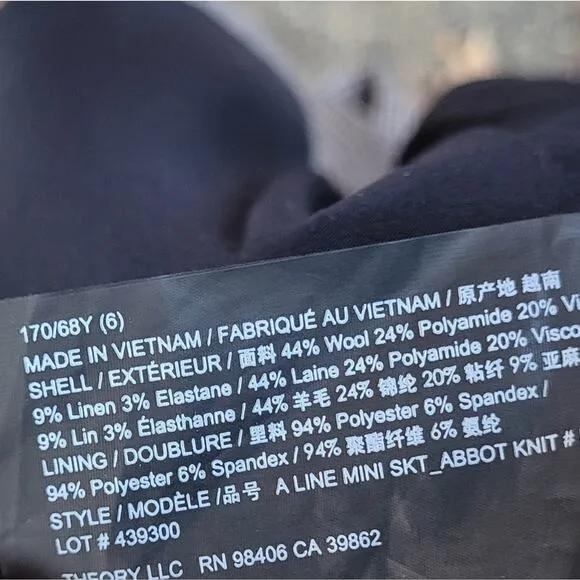 170/68Y (6)
MADE IN VIETNAM / FABRIQUÉ AU VIETNAM / 原产地 越南
SHELL / EXTÉRIEUR / 面料 44% Wool 24% Polyamide 20%
9% Linen 3% Elastane / 44% Laine 24% Polyamide 20%
9% Lin 3% Élasthanne / 44% 羊毛 24% 锦纶 20% 粘纤 9% 亚麻
LINING / DOUBLURE / 里料 94% Polyester 6% Spandex /
94% Polyester 6% Spandex / 94% 聚酯纤维 6% 氨纶
STYLE / MODÈLE /品号 A LINE MINI SKT_ABBOT KNIT #
LOT # 439300
THEORY LLC RN 98406 CA 39862